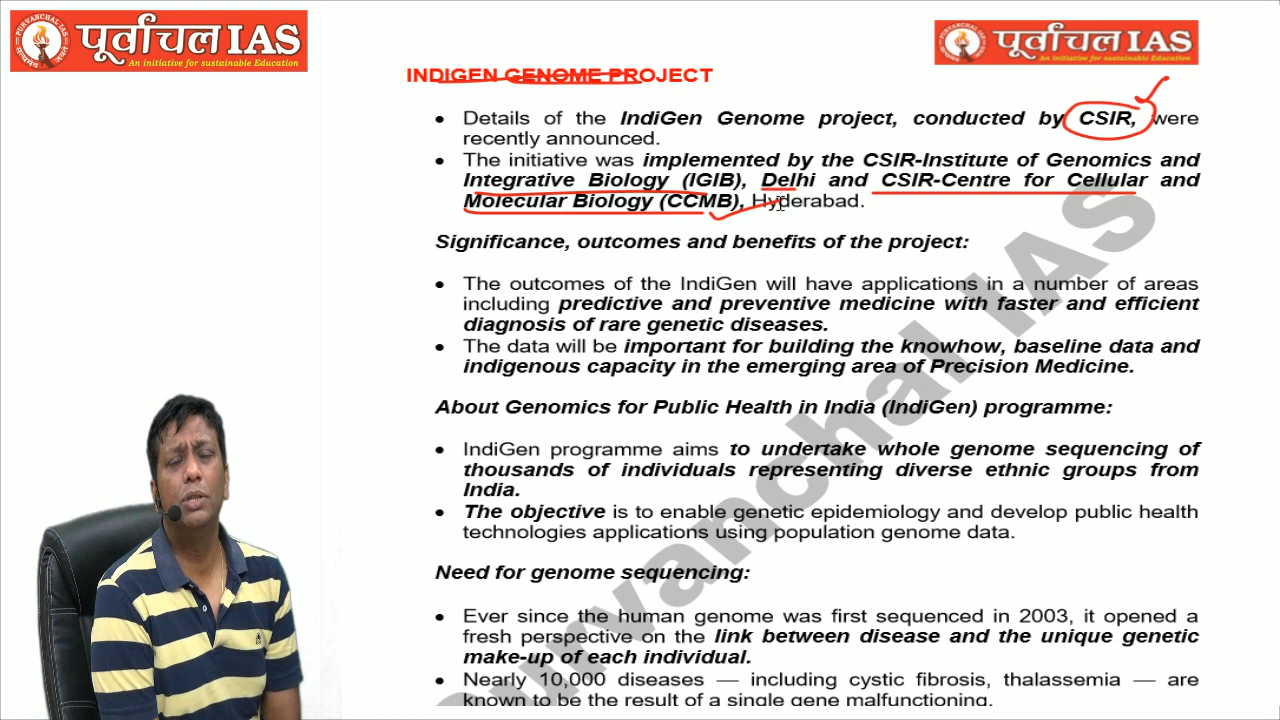 पूर्वांचल IAS
An initiative for sustainable Education
PURVANCHAL IAS
पूर्वांचल IAS
An initiative for sustainable Education
INDIGEN GENOME PROJECT
• Details of the IndiGen Genome project, conducted by CSIR, were
recently announced.
• The initiative was implemented by the CSIR-Institute of Genomics and
Integrative Biology (IGIB), Delhi and CSIR-Centre for Cellular and
Molecular Biology (CCMB), Hyderabad.
Significance, outcomes and benefits of the project:
• The outcomes of the IndiGen will have applications in a number of areas
including predictive and preventive medicine with faster and efficient
diagnosis of rare genetic diseases.
• The data will be important for building the knowhow, baseline data and
indigenous capacity in the emerging area of Precision Medicine.
About Genomics for Public Health in India (IndiGen) programme:
• IndiGen programme aims to undertake whole genome sequencing of
thousands of individuals representing diverse ethnic groups from
India.
• The objective is to enable genetic epidemiology and develop public health
technologies applications using population genome data.
Need for genome sequencing:
• Ever since the human genome was first sequenced in 2003, it opened a
fresh perspective on the link between disease and the unique genetic
make-up of each individual.
• Nearly 10,000 diseases — including cystic fibrosis, thalassemia — are
known to be the result of a single gene malfunctioning.
Purvanchal IAS